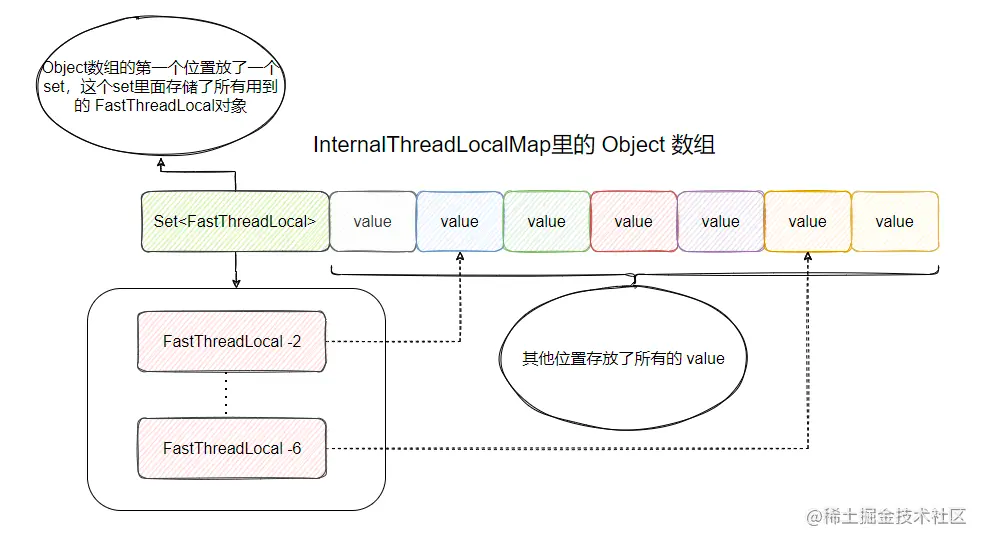 Object数组的第一个位置放了一个
set，这个set里面存储了所有用到
的 FastThreadLocal对象
InternalThreadLocalMap里的 Object 数组
Set<FastThreadLocal>
value
value
value
value
value
value
value
FastThreadLocal -2
其他位置存放了所有的 value
FastThreadLocal -6
@稀土掘金技术社区